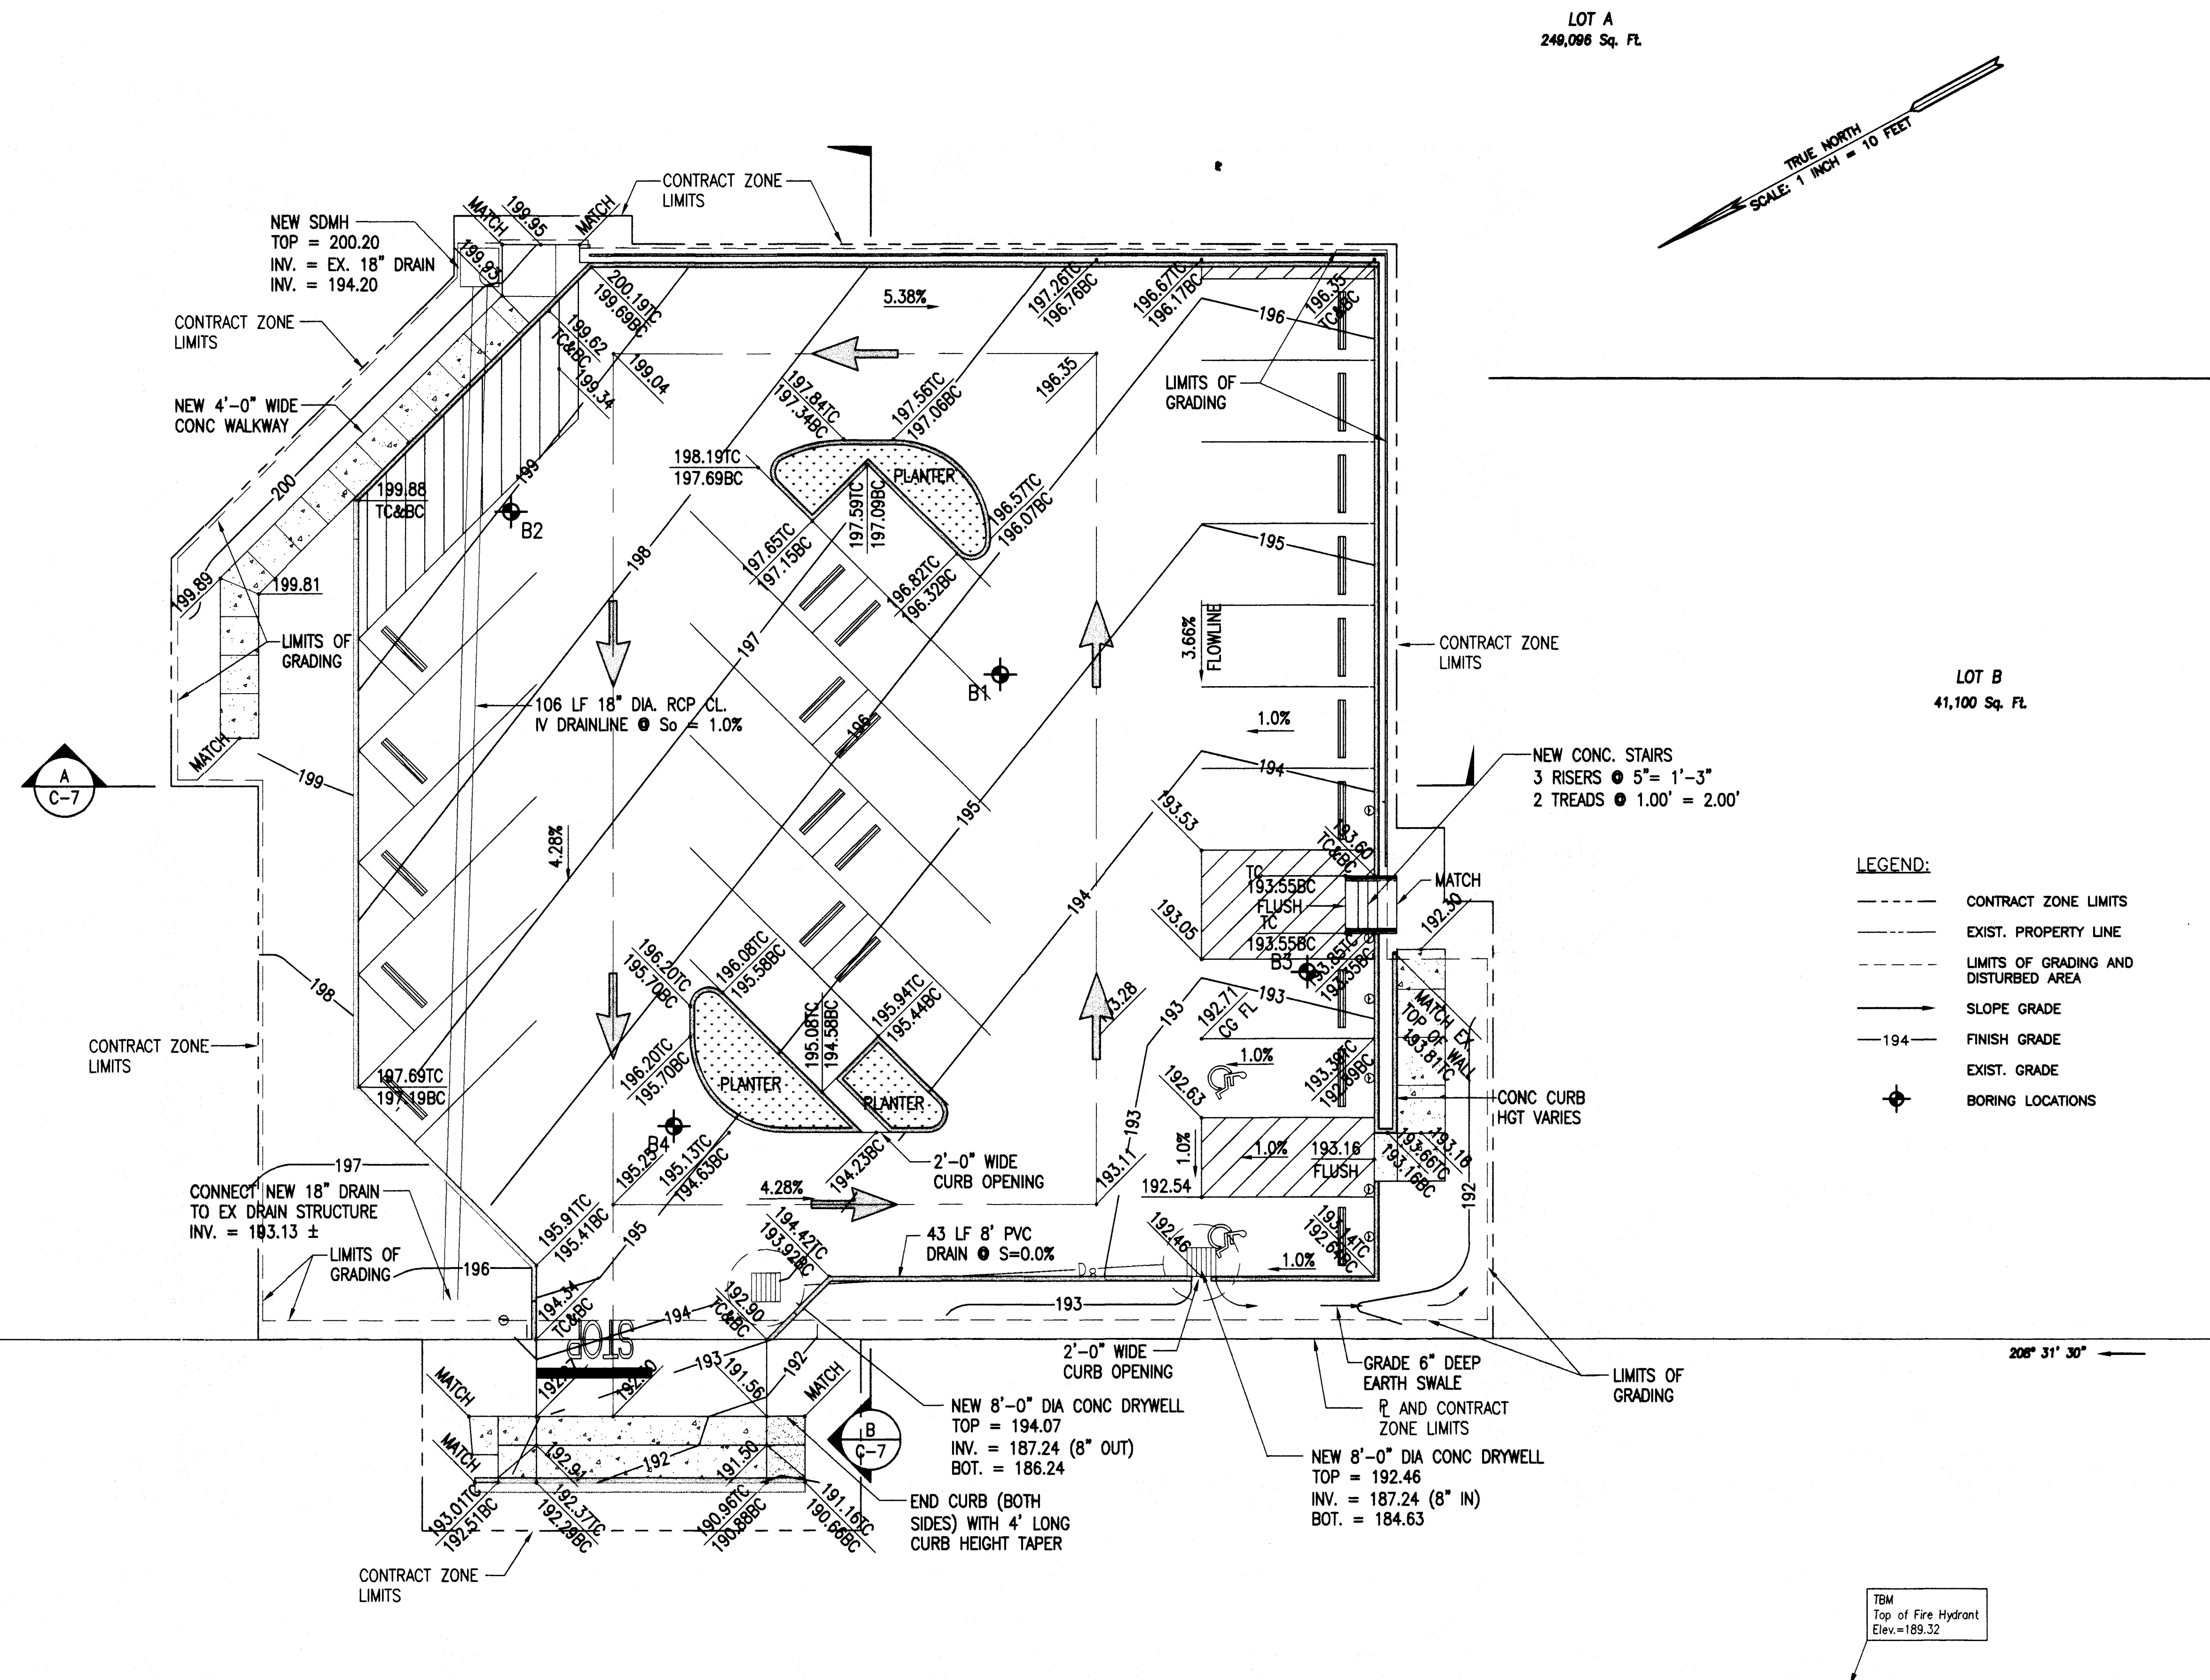 LOT A
249,096 Sq. Ft.
TRUE NORTH
SCALE: 1 INCH = 10 FEET
CONTRACT ZONE
LIMITS
NEW SDMH
TOP = 200.20
INV. = EX. 18" DRAIN
INV. = 194.20
MATCH
199.95
MATCH
199.93
CONTRACT ZONE
LIMITS
NEW 4'-0" WIDE
CONC WALKWAY
200
200.19TC
199.69BC
199.62
TC&BC
199.34
199.04
5.38%
197.26TC
196.76BC
196.67TC
196.17BC
196.35
TC&BC
196
196.35
LIMITS OF
GRADING
197.84TC
197.34BC
197.56TC
197.06BC
198.19TC
197.69BC
PLANTER
197.59TC
197.09BC
196.57TC
196.07BC
197.65TC
197.15BC
196.82TC
196.32BC
199
199.88
TC&BC
B2
198
195
199.89
199.81
LIMITS OF
GRADING
197
3.66%
FLOWLINE
CONTRACT ZONE
LIMITS
LOT B
41,100 Sq. Ft.
B1
106 LF 18" DIA. RCP CL.
IV DRAINLINE @ So = 1.0%
196
1.0%
MATCH
199
A
C-7
194
NEW CONC. STAIRS
3 RISERS @ 5"= 1'-3"
2 TREADS @ 1.00' = 2.00'
195
193.53
193.60
TC&BC
4.28%
TC
193.55BC
FLUSH
TC
193.55BC
MATCH
192.30
194
193.05
B3
193.85TC
193.35BC
LEGEND:
CONTRACT ZONE LIMITS
EXIST. PROPERTY LINE
LIMITS OF GRADING AND
DISTURBED AREA
SLOPE GRADE
194
FINISH GRADE
EXIST. GRADE
BORING LOCATIONS
198
196.20TC
195.70BC
196.08TC
195.58BC
195.08TC
194.58BC
195.94TC
195.44BC
193
193
192.71
CG FL
MATCH EX
TOP OF WALL
193.81TC
CONTRACT ZONE
LIMITS
197.69TC
197.19BC
196.20TC
195.70BC
PLANTER
PLANTER
1.0%
192.63
193.39TC
192.89BC
CONC CURB
HGT VARIES
193
B4
195.25
195.13TC
194.63BC
194.23BC
2'-0" WIDE
CURB OPENING
193.11
1.0%
1.0%
193.16
FLUSH
193.66TC
193.16BC
193.16
192.54
192
197
CONNECT NEW 18" DRAIN
TO EX DRAIN STRUCTURE
INV. = 193.13 ±
LIMITS OF
GRADING
196
195.91TC
195.41BC
195
4.28%
194.42TC
193.92BC
43 LF 8' PVC
DRAIN @ S=0.0%
192.46
193.14TC
192.64BC
1.0%
D8
194.34
TC&BC
STOP
194
192.90
TC&BC
193
2'-0" WIDE
CURB OPENING
GRADE 6" DEEP
EARTH SWALE
LIMITS OF
GRADING
208° 31' 30"
MATCH
193
191.56
192
MATCH
PL AND CONTRACT
ZONE LIMITS
NEW 8'-0" DIA CONC DRYWELL
TOP = 194.07
INV. = 187.24 (8" OUT)
BOT. = 186.24
B
C-7
MATCH
192.91
192
191.50
NEW 8'-0" DIA CONC DRYWELL
TOP = 192.46
INV. = 187.24 (8" IN)
BOT. = 184.63
193.01TC
192.51BC
192.37TC
192.29BC
190.96TC
190.88BC
191.16TC
190.66BC
END CURB (BOTH
SIDES) WITH 4' LONG
CURB HEIGHT TAPER
CONTRACT ZONE
LIMITS
TBM
Top of Fire Hydrant
Elev.=189.32